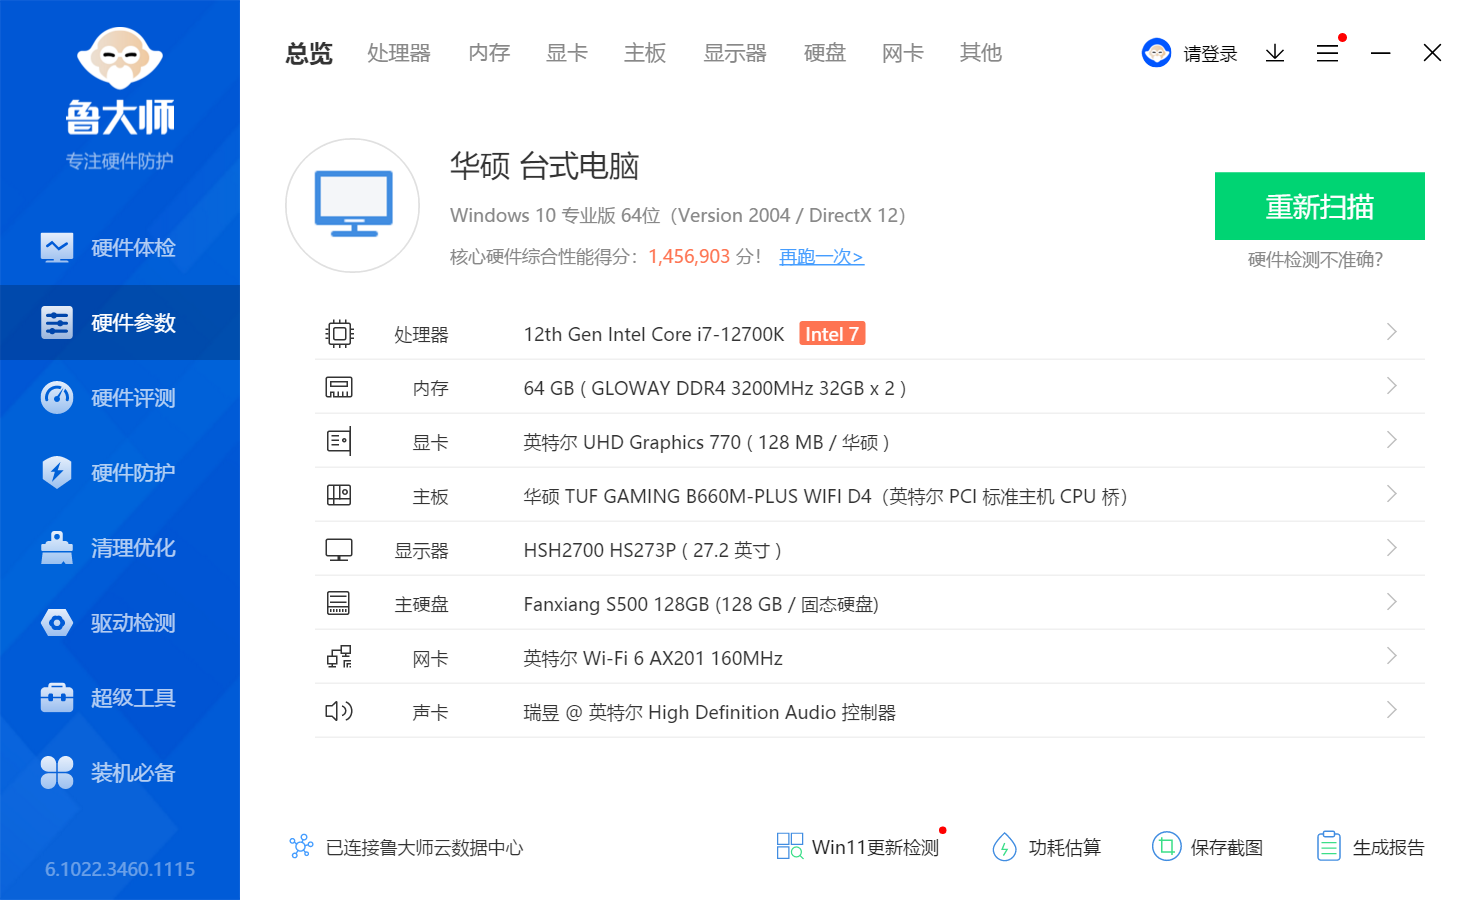 鲁大师
专注硬件防护
硬件体检
硬件参数
硬件评测
硬件防护
清理优化
驱动检测
超级工具
装机必备
6.1022.3460.1115
总览 处理器 内存 显卡 主板 显示器 硬盘 网卡 其他
请登录
华硕 台式电脑
Windows 10 专业版 64位（Version 2004 / DirectX 12）
核心硬件综合性能得分：1,456,903 分！ 再跑一次>
重新扫描
硬件检测不准确？
处理器 12th Gen Intel Core i7-12700K Intel 7
内存 64 GB ( GLOWAY DDR4 3200MHz 32GB x 2 )
显卡 英特尔 UHD Graphics 770 ( 128 MB / 华硕 )
主板 华硕 TUF GAMING B660M-PLUS WIFI D4（英特尔 PCI 标准主机 CPU 桥）
显示器 HSH2700 HS273P ( 27.2 英寸 )
主硬盘 Fanxiang S500 128GB (128 GB / 固态硬盘)
网卡 英特尔 Wi-Fi 6 AX201 160MHz
声卡 瑞昱 @ 英特尔 High Definition Audio 控制器
已连接鲁大师云数据中心
Win11更新检测
功耗估算
保存截图
生成报告